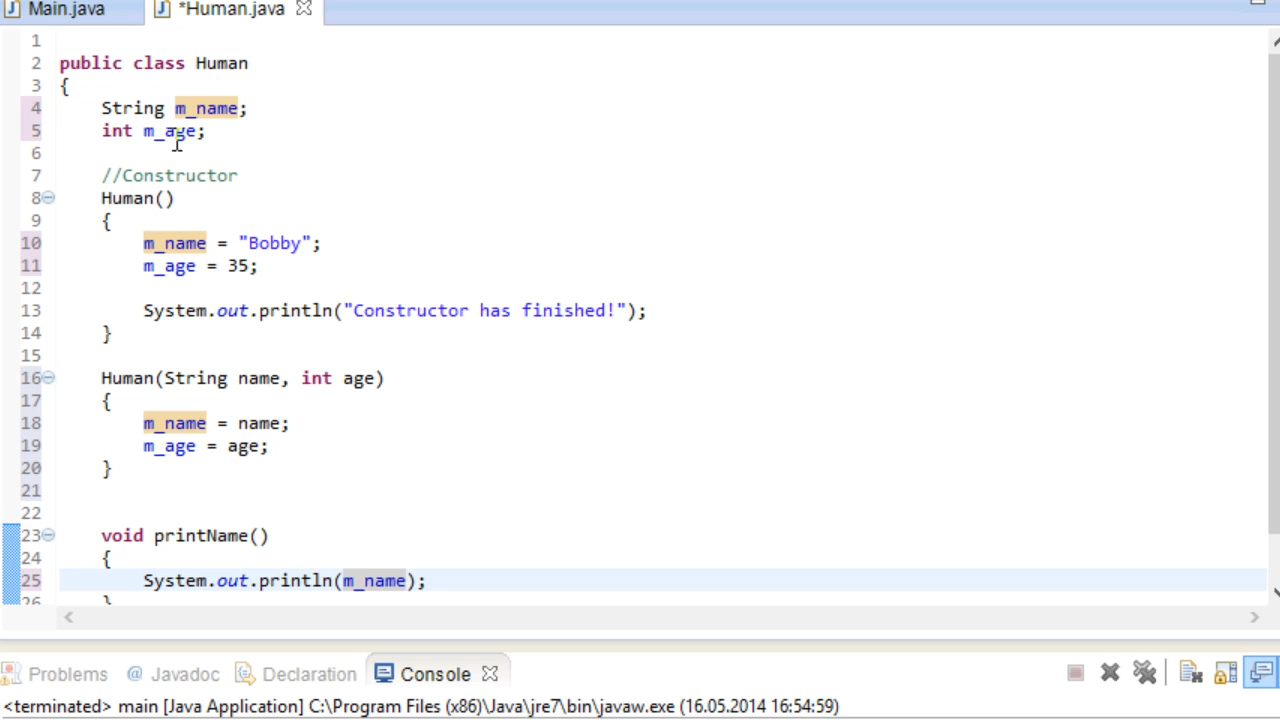 Main.java *Human.java
1
2 public class Human
3 {
4 String m_name;
5 int m_age;
6
7 //Constructor
8 Human()
9 {
10 m_name = "Bobby";
11 m_age = 35;
12
13 System.out.println("Constructor has finished!");
14 }
15
16 Human(String name, int age)
17 {
18 m_name = name;
19 m_age = age;
20 }
21
22
23 void printName()
24 {
25 System.out.println(m_name);
26 }
Problems @ Javadoc Declaration Console
<terminated> main [Java Application] C:\Program Files (x86)\Java\jre7\bin\javaw.exe (16.05.2014 16:54:59)